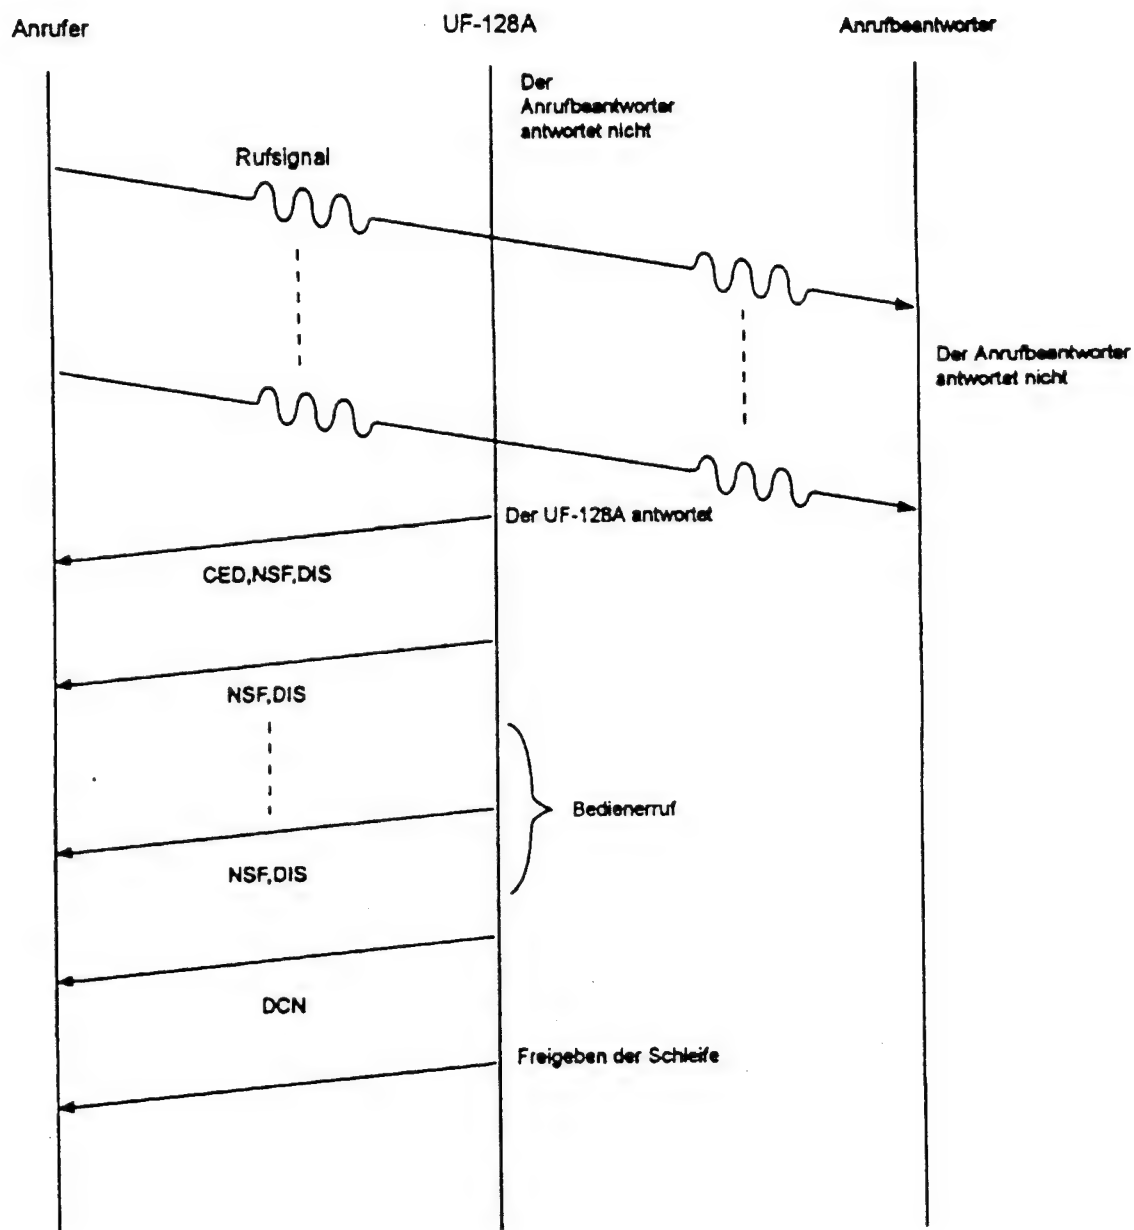 Anrufer
UF-128A
Anrufbeantworter
Der
Anrufbeantworter
antwortet nicht
Rufsignal
Der Anrufbeantworter
antwortet nicht
Der UF-128A antwortet
CED,NSF,DIS
NSF,DIS
Bedienerruf
NSF,DIS
DCN
Freigeben der Schleife